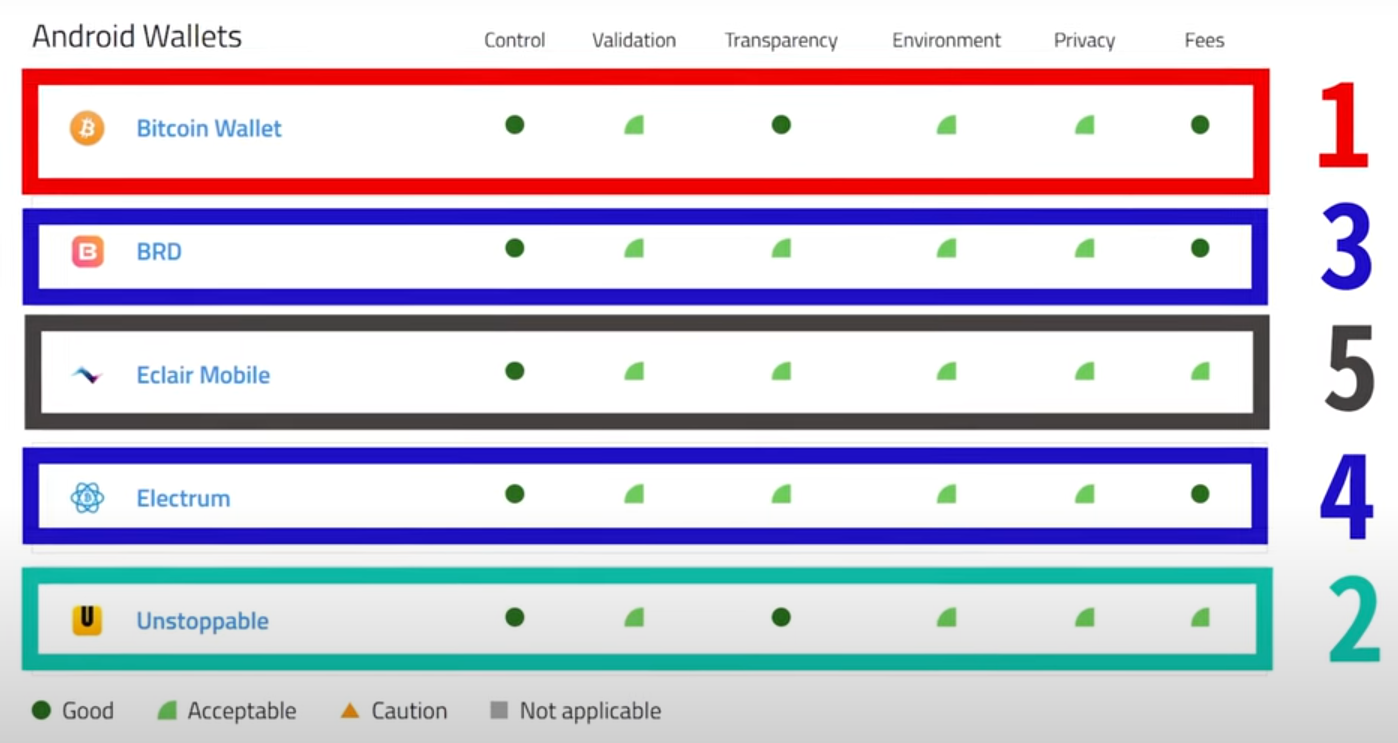 Android Wallets Control Validation Transparency Environment Privacy Fees
Bitcoin Wallet 1
BRD 3
Eclair Mobile 5
Electrum 4
U Unstoppable 2
Good Acceptable Caution Not applicable